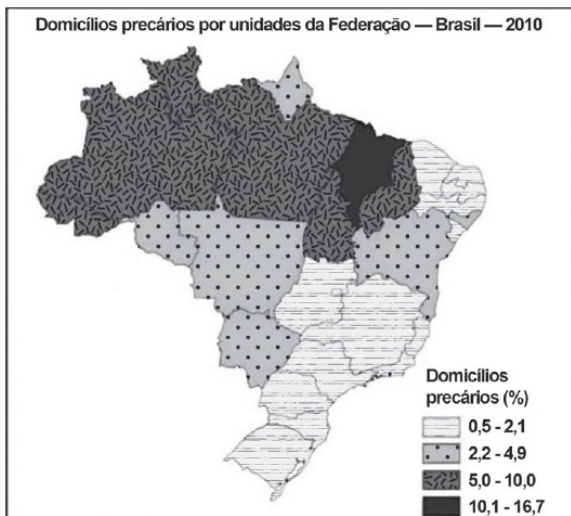 Domicílios precários por unidades da Federação — Brasil — 2010
Domicílios
precários (%)
0,5 - 2,1
2,2 - 4,9
5,0 - 10,0
10,1 - 16,7